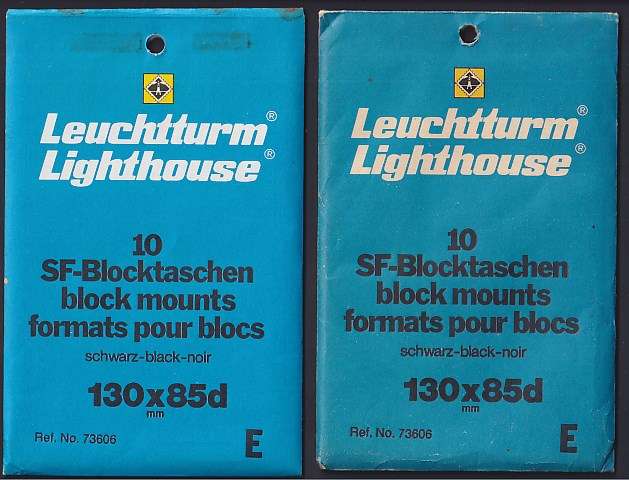 Leuchtturm®
Lighthouse®
10
SF-Blocktaschen
block mounts
formats pour blocs
schwarz-black-noir
130x85d
mm
Ref. No. 73606
E
Leuchtturm®
Lighthouse®
10
SF-Blocktaschen
block mounts
formats pour blocs
schwarz-black-noir
130x85d
mm
Ref. No. 73606
E